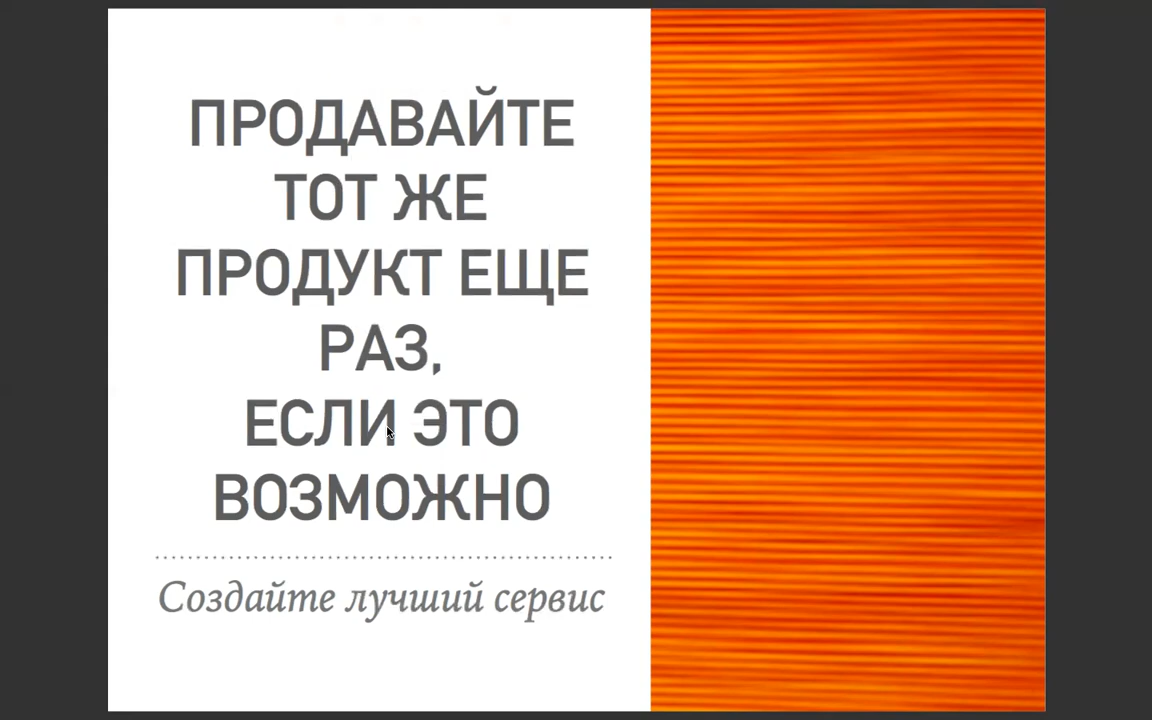 ПРОДАВАЙТЕ
ТОТ ЖЕ
ПРОДУКТ ЕЩЕ
РАЗ,
ЕСЛИ ЭТО
ВОЗМОЖНО
Создайте лучший сервис